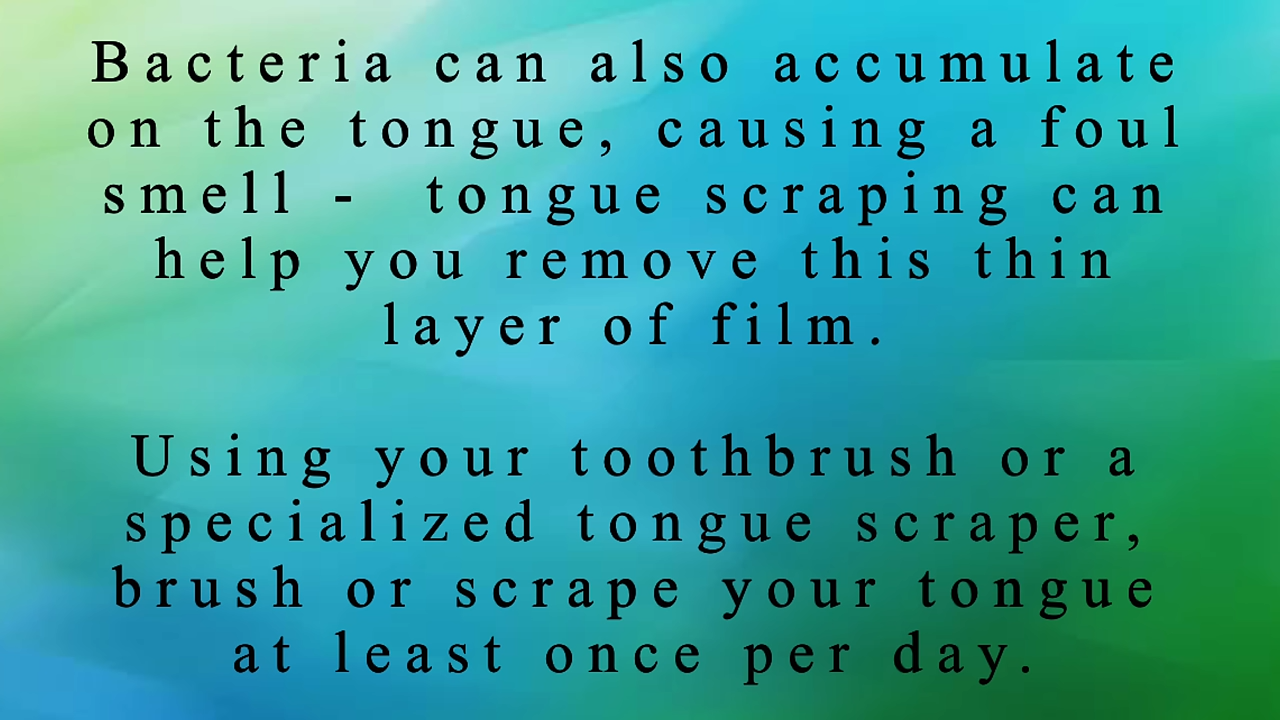 Bacteria can also accumulate
on the tongue, causing a foul
smell -  tongue scraping can
help you remove this thin
layer of film.
Using your toothbrush or a
specialized tongue scraper,
brush or scrape your tongue
at least once per day.